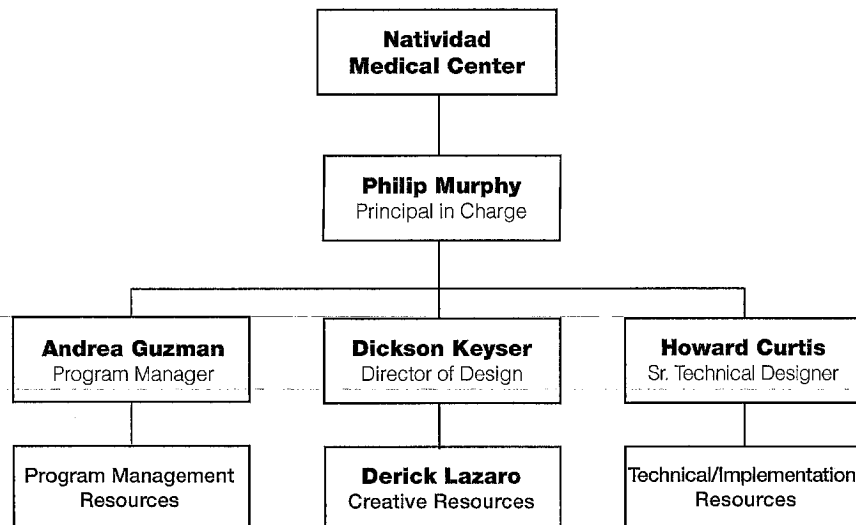 Natividad
Medical Center
Philip Murphy
Principal in Charge
Andrea Guzman
Program Manager
Dickson Keyser
Director of Design
Howard Curtis
Sr. Technical Designer
Program Management
Resources
Derick Lazaro
Creative Resources
Technical/Implementation
Resources